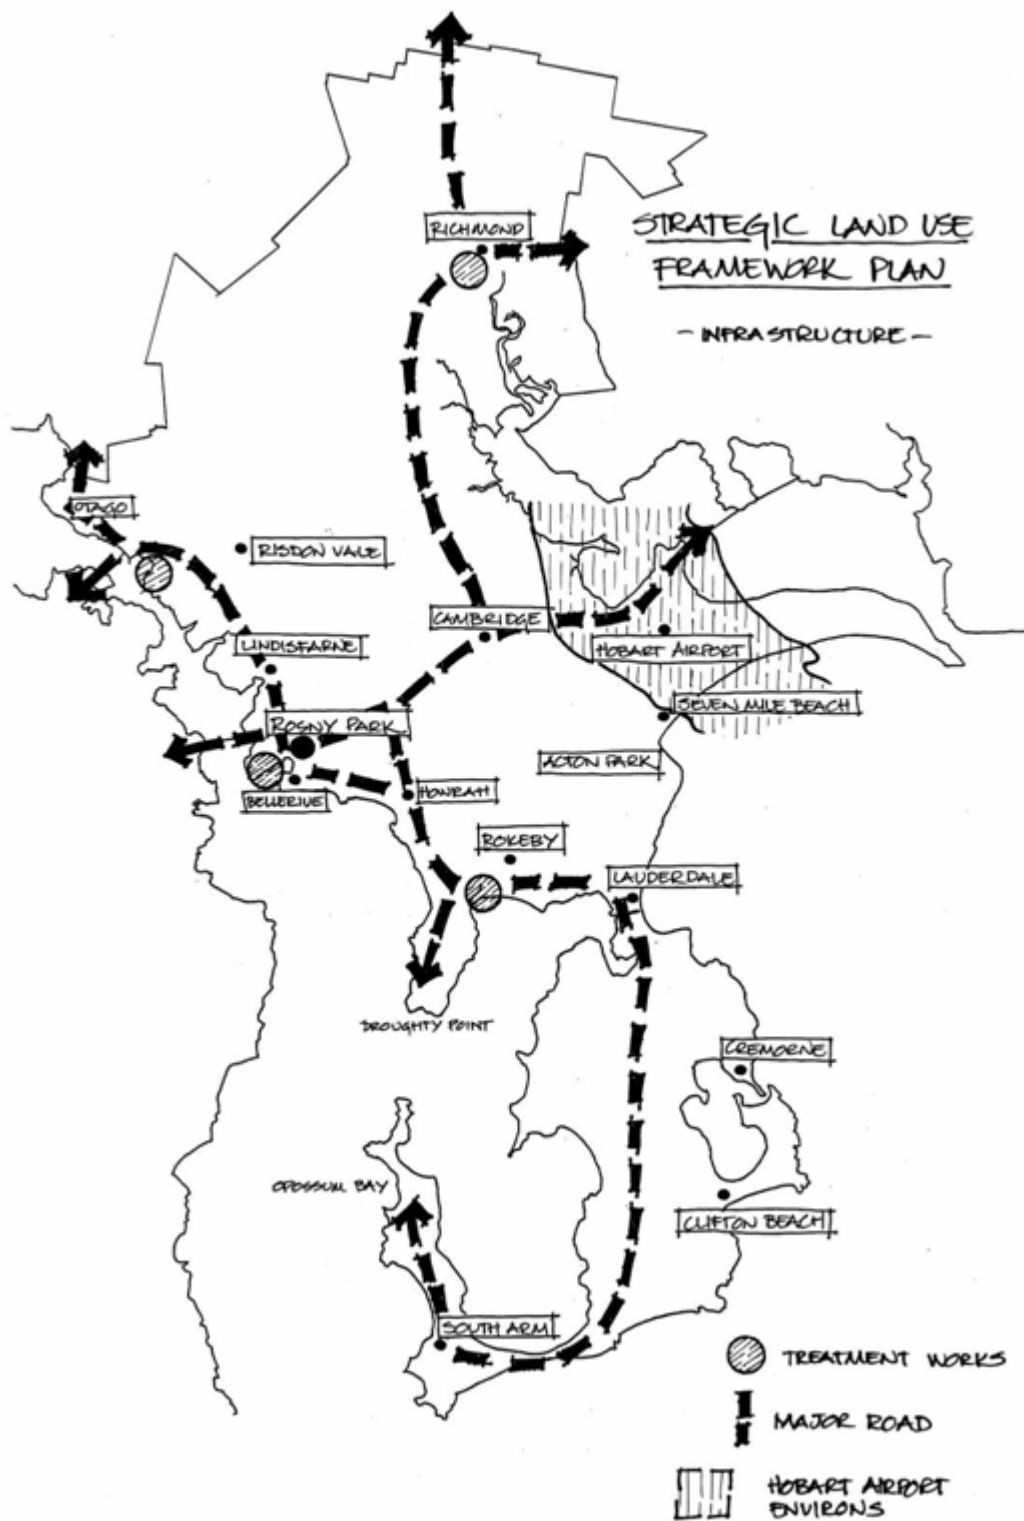 RICHMOND
STRATEGIC LAND USE
FRAMEWORK PLAN
- INFRASTRUCTURE -
OTAGO
RISDON VALE
CAMBRIDGE
LINDISFARNE
HOBART AIRPORT
SEVEN MILE BEACH
ROSNY PARK
ACTON PARK
BELLERIVE
HOWRAH
ROKEBY
LAUDERDALE
DROUGHTY POINT
CREMORNE
OPOSSUM BAY
CLIFTON BEACH
SOUTH ARM
TREATMENT WORKS
MAJOR ROAD
HOBART AIRPORT
ENVIRONS